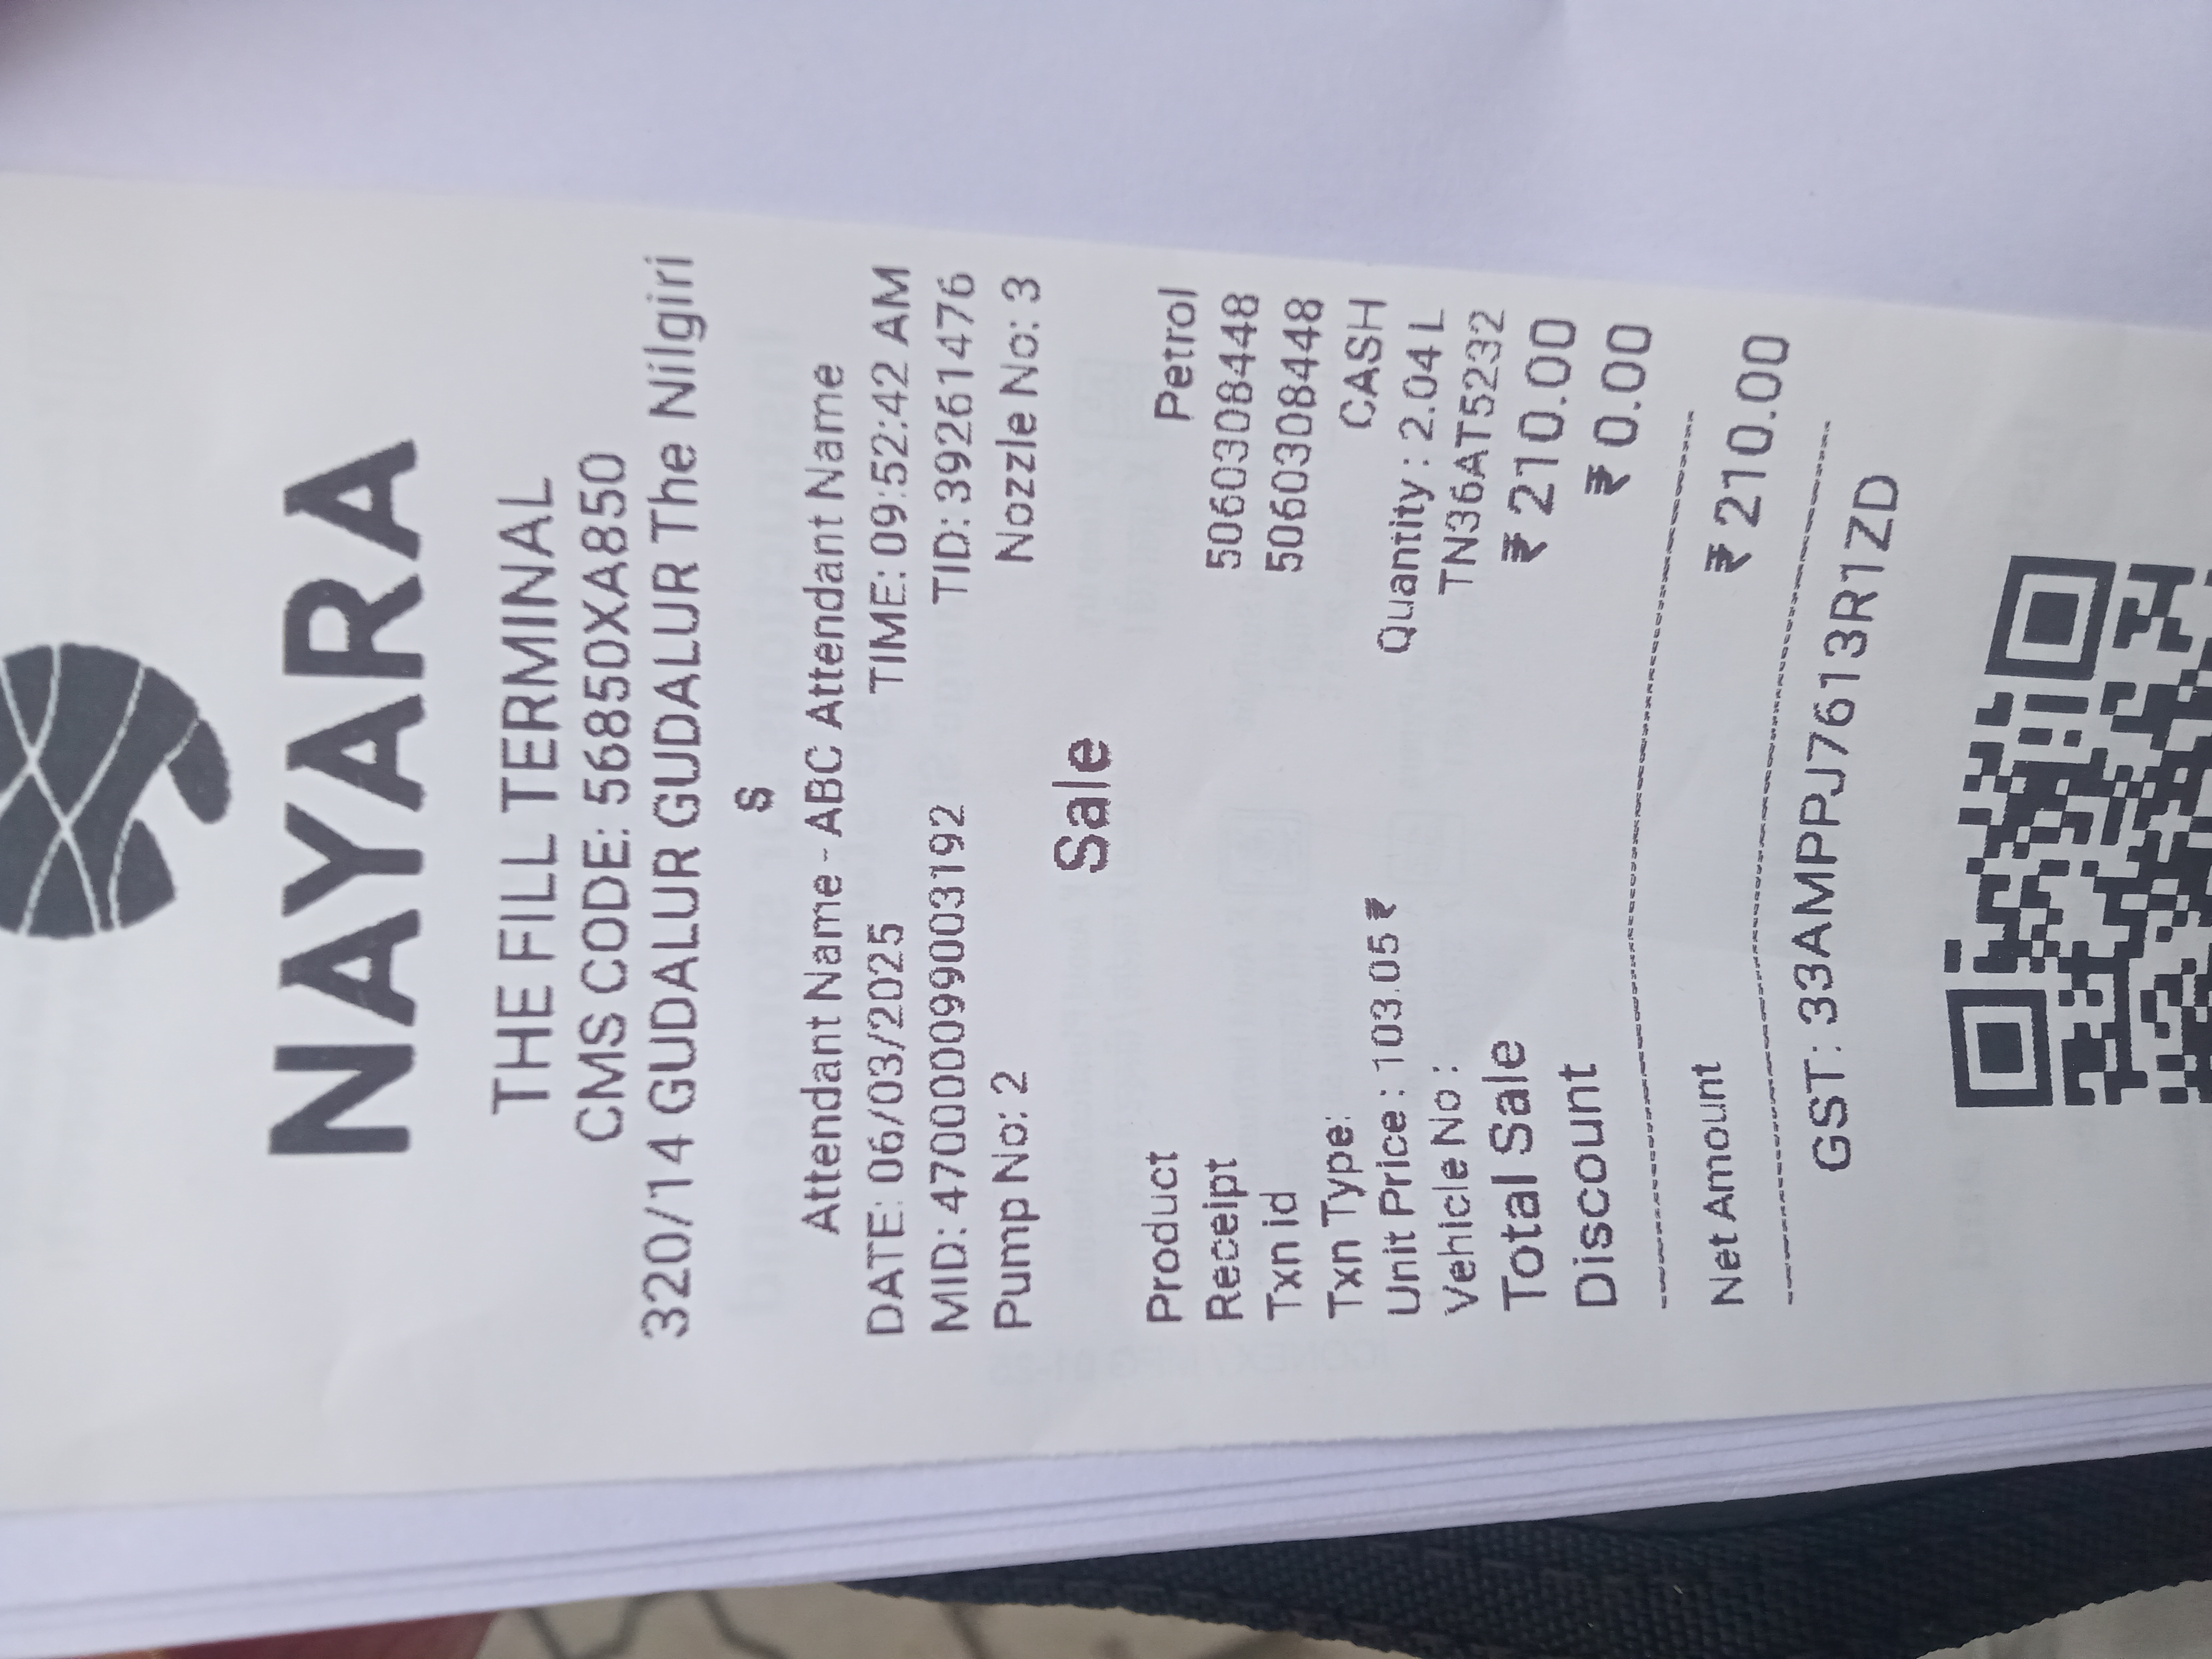 NAYARA
THE FILL TERMINAL
CMS CODE: 56850XA850
320/14 GUDALUR GUDALUR The Nilgiri
s
Attendant Name - ABC Attendant Name
DATE: 06/03/2025 TIME: 09:52:42 AM
MID: 470000099003192 TID: 39261476
Pump No: 2 Nozzle No: 3
Sale
Product Petrol
Receipt 50603308448
Txn id 50603308448
Txn Type: CASH
Unit Price : 103.05 ₹ Quantity : 2.04 L
Vehicle No : TN36AT5232
Total Sale ₹ 210.00
Discount ₹ 0.00
Net Amount ₹ 210.00
GST: 33AMPPJ7613R1ZD